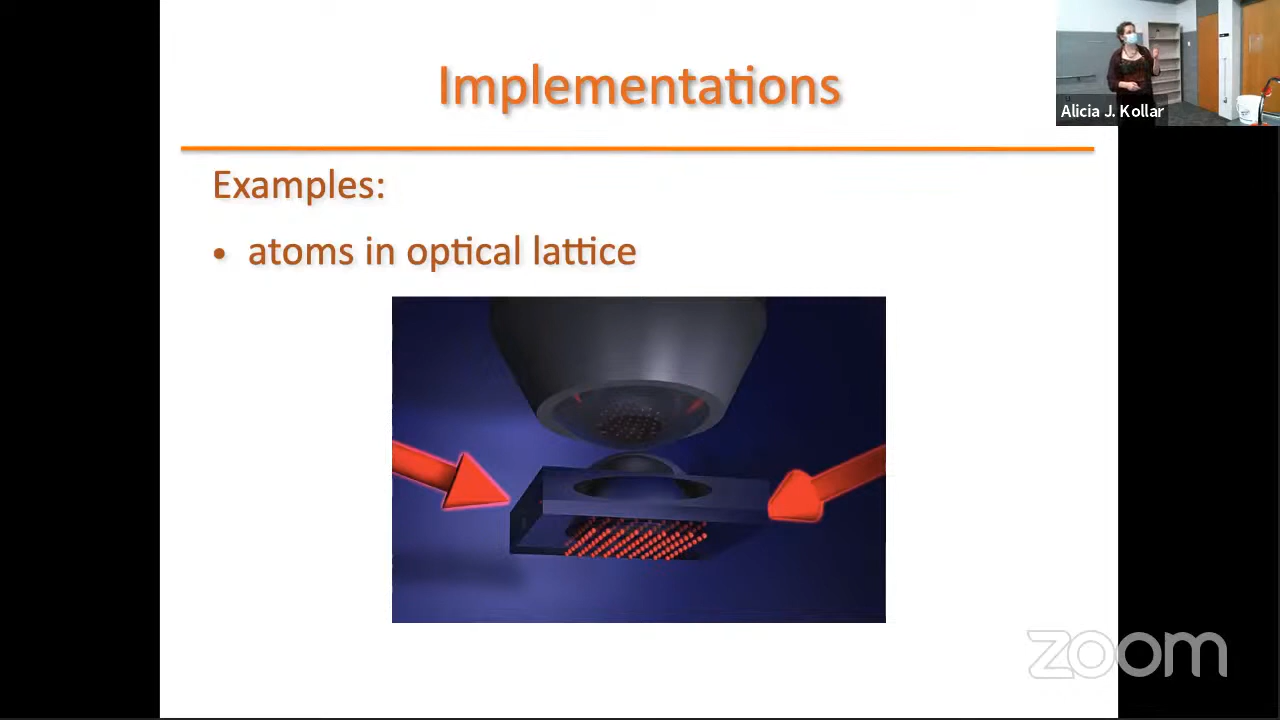 Implementations
Alicia J. Kollar
Examples:
• atoms in optical lattice
zoom